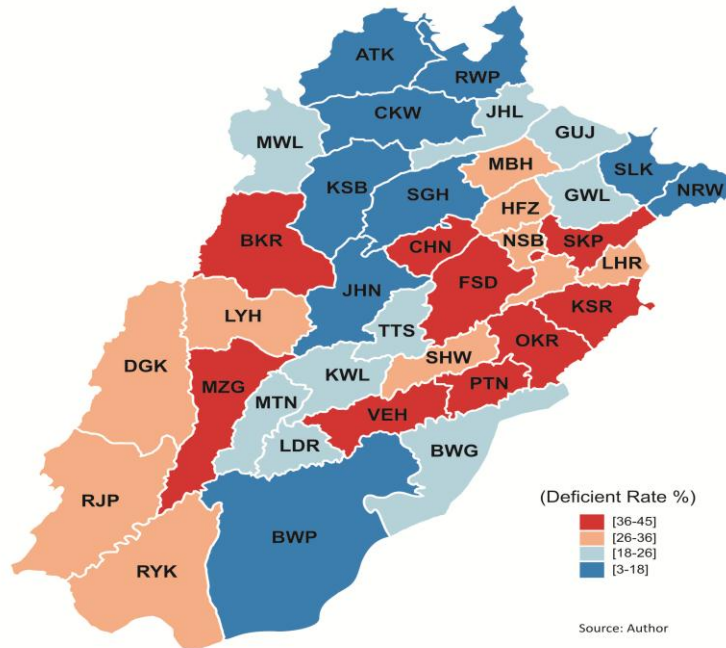 ATK
RWP
CKW
JHL
MWL
GUJ
MBH
SLK
KSB
SGH
GWL
NRW
HFZ
BKR
CHN
NSB
SKP
LHR
JHN
FSD
KSR
LYH
TTS
OKR
DGK
SHW
MZG
KWL
PTN
MTN
VEH
LDR
BWG
RJP
BWP
RYK
(Deficient Rate %)
[36-45]
[26-36]
[18-26]
[3-18]
Source: Author